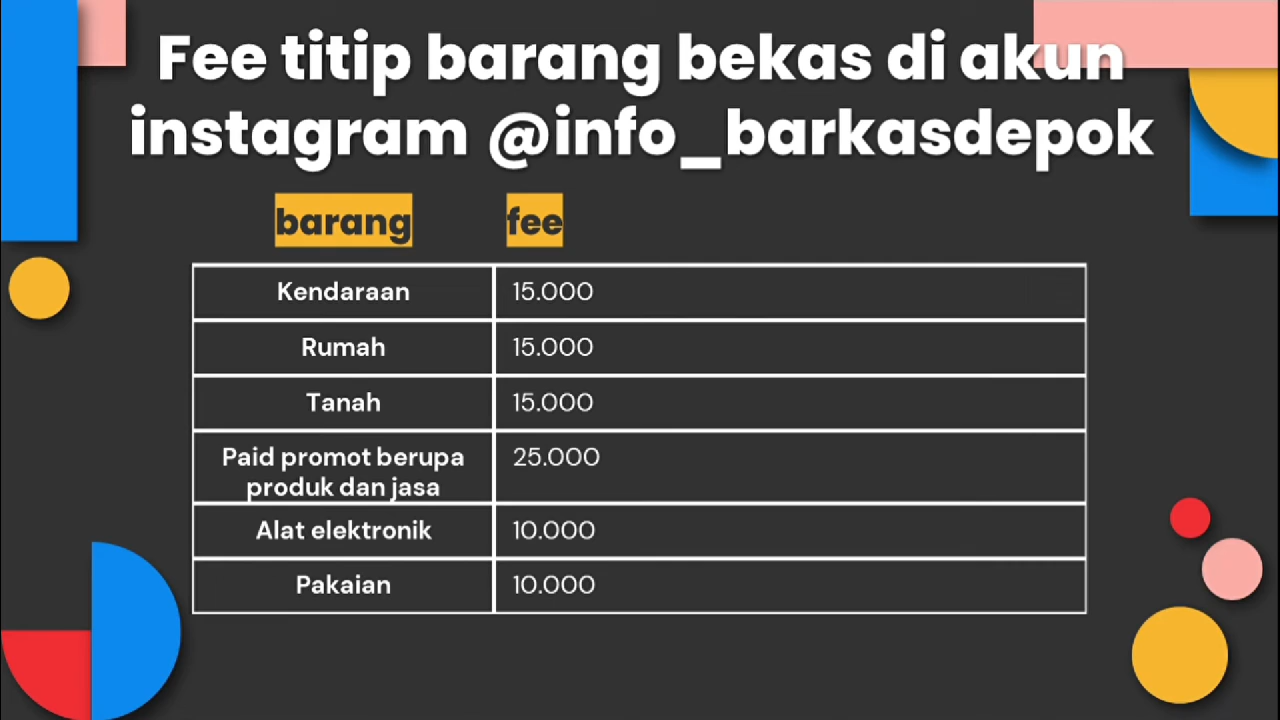 Fee titip barang bekas di akun
instagram @info_barkasdepok
barang fee
Kendaraan 15.000
Rumah 15.000
Tanah 15.000
Paid promot berupa 25.000
produk dan jasa
Alat elektronik 10.000
Pakaian 10.000